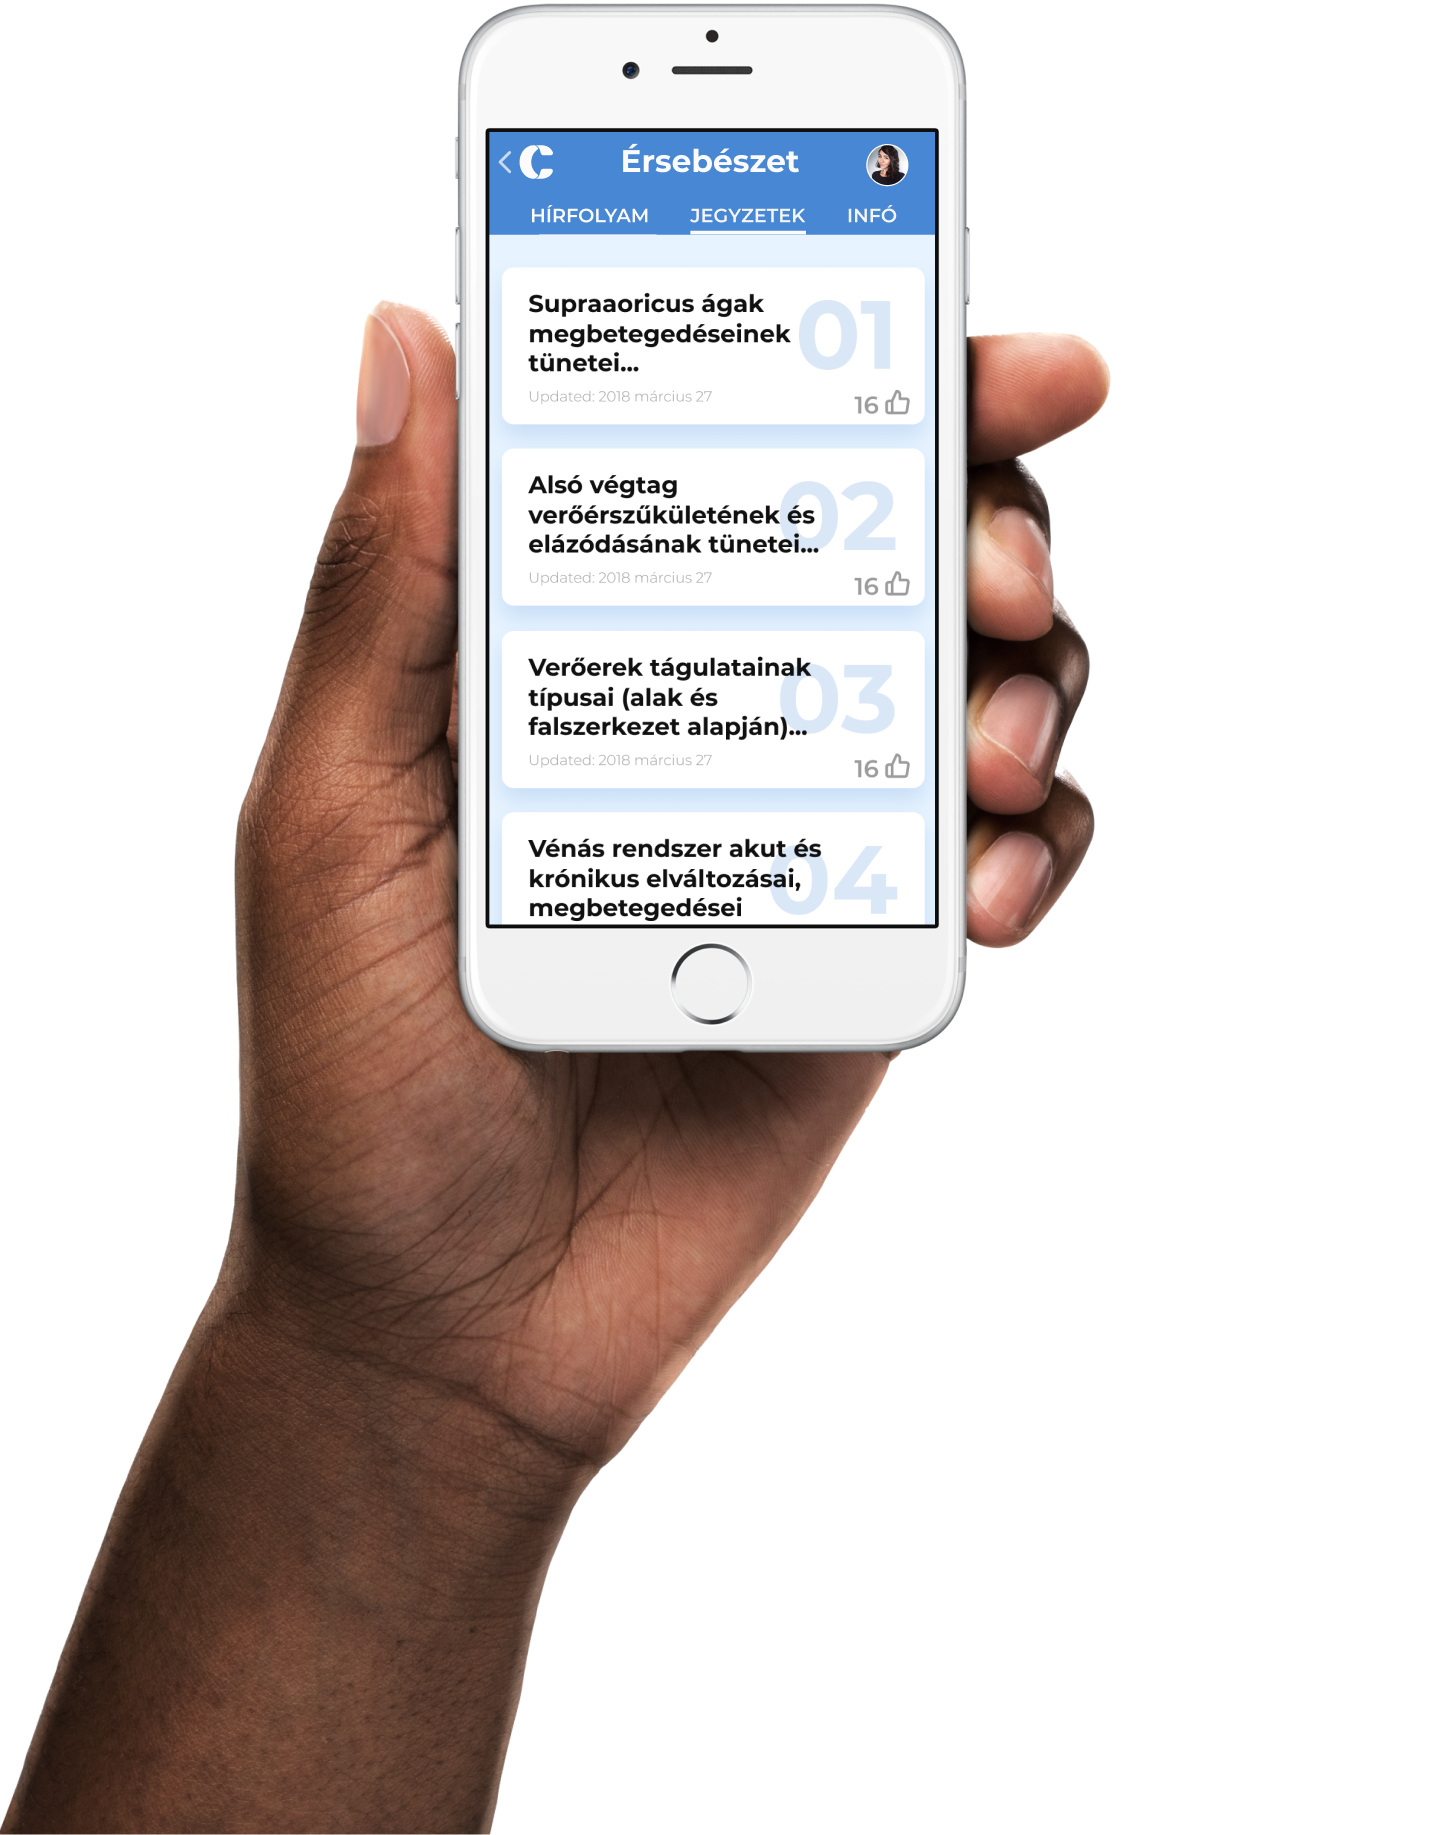 Érsebészet
HÍRFOLYAM JEGYZETEK INFÓ
Supraaoricus ágak
megbetegedéseinek
tünetei...
01
Updated: 2018 március 27
16
Alsó végtag
verőérszűkületének és
elázódásának tünetei...
02
Updated: 2018 március 27
16
Verőerek tágulatainak
típusai (alak és
falszerkezet alapján)...
03
Updated: 2018 március 27
16
Vénás rendszer akut és
krónikus elváltozásai,
megbetegedései
04